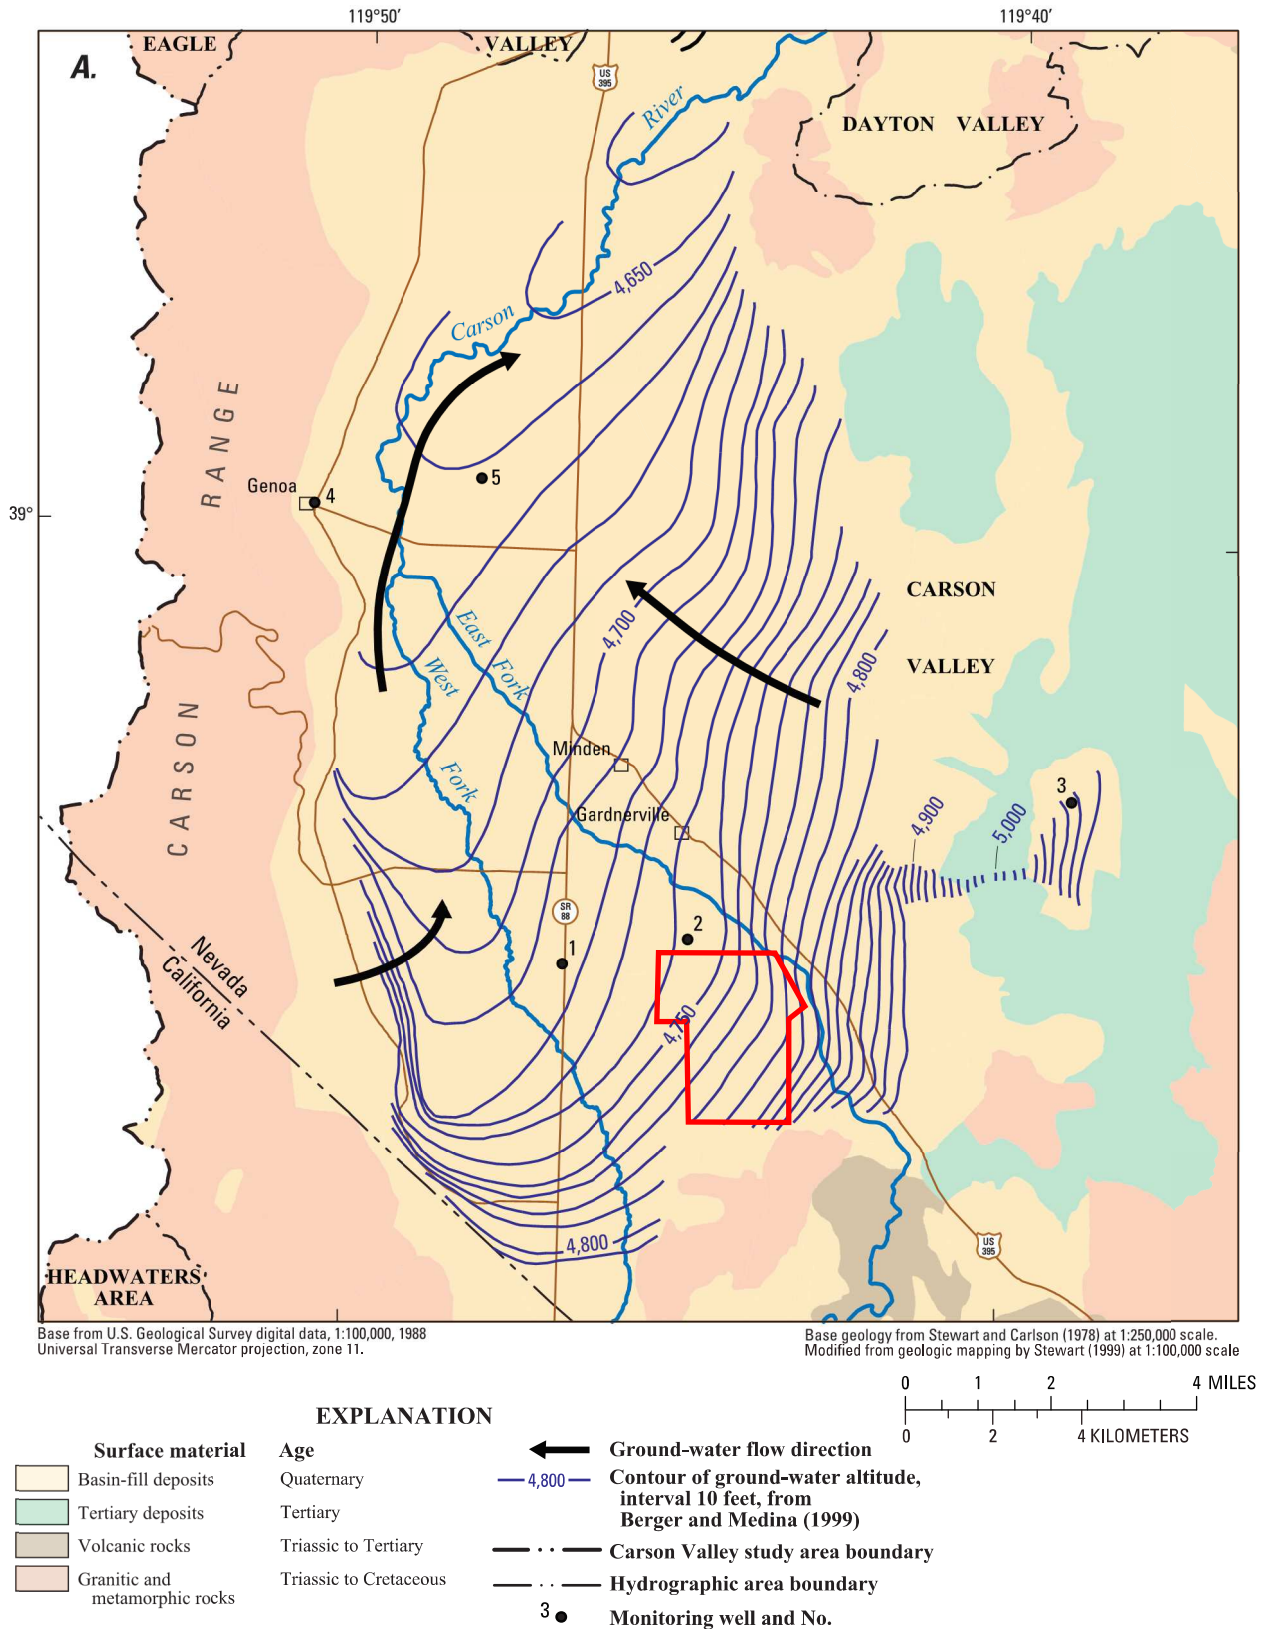 119°50'
119°40'
EAGLE
VALLEY
A.
US
395
River
DAYTON VALLEY
4,650
Carson
RANGE
Genoa
4
5
39°
CARSON
VALLEY
4,700
East Fork
West Fork
4,800
Minden
Gardnerville
CARSON
3
4,900
5,000
SR
88
2
1
Nevada
California
4,750
4,800
US
395
HEADWATERS
AREA
Base from U.S. Geological Survey digital data, 1:100,000, 1988
Universal Transverse Mercator projection, zone 11.
Base geology from Stewart and Carlson (1978) at 1:250,000 scale.
Modified from geologic mapping by Stewart (1999) at 1:100,000 scale
0 1 2 4 MILES
0 2 4 KILOMETERS
EXPLANATION
Surface material Age
Basin-fill deposits Quaternary
Tertiary deposits Tertiary
Volcanic rocks Triassic to Tertiary
Granitic and Triassic to Cretaceous
metamorphic rocks
Ground-water flow direction
4,800 Contour of ground-water altitude,
interval 10 feet, from
Berger and Medina (1999)
Carson Valley study area boundary
Hydrographic area boundary
3 Monitoring well and No.